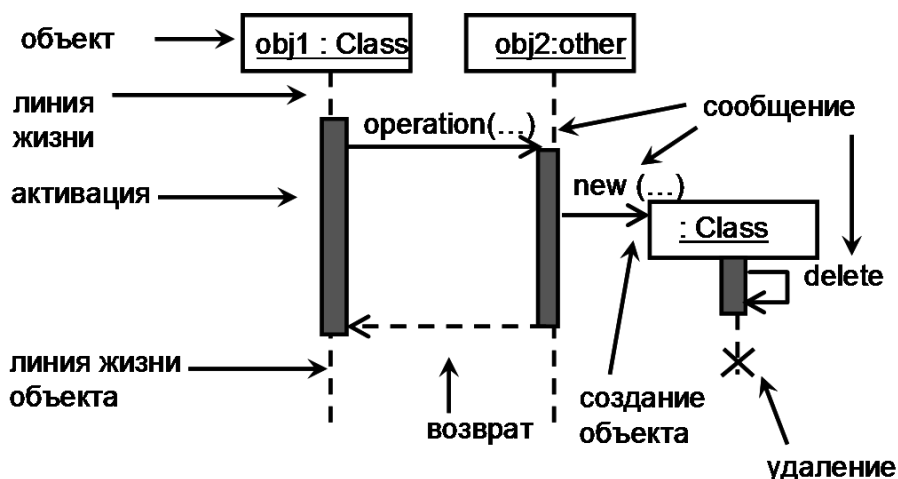 объект
obj1 : Class
obj2:other
линия
жизни
operation(...)
сообщение
активация
new (...)
: Class
delete
линия жизни
объекта
возврат
создание
объекта
удаление